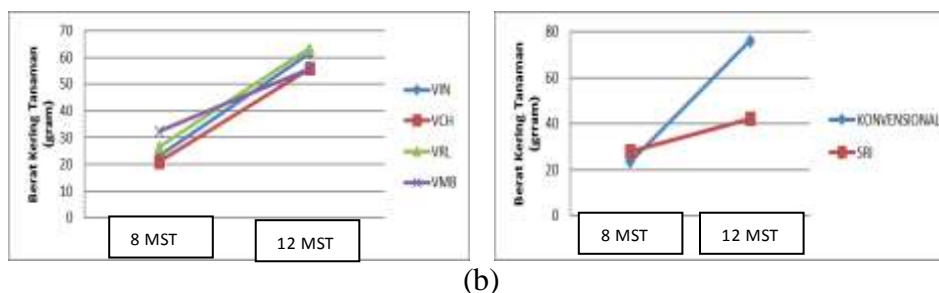 Berat Kering Tanaman
(gram)
70
60
50
40
30
20
10
0
8 MST
12 MST
VIN
VCH
VRL
VMB
Berat Kering Tanaman
(grram)
80
60
40
20
0
8 MST
12 MST
KONVENSIONAL
SRI
(b)